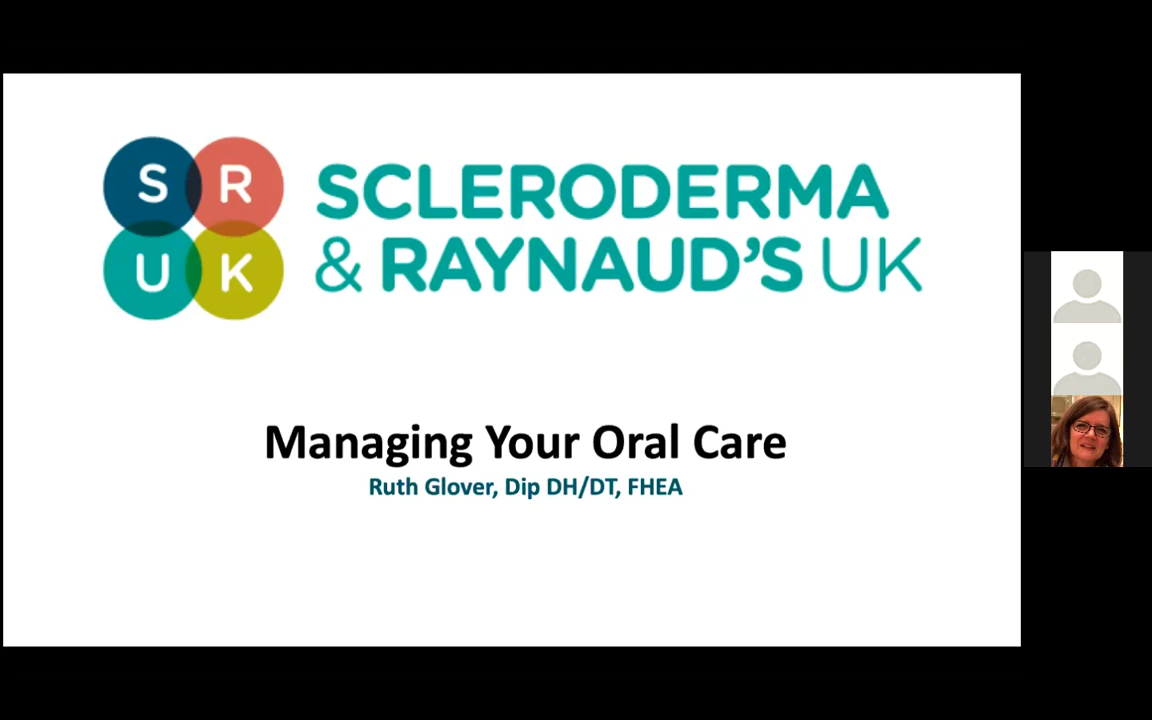 S R
U K
SCLERODERMA
& RAYNAUD'S UK
Managing Your Oral Care
Ruth Glover, Dip DH/DT, FHEA